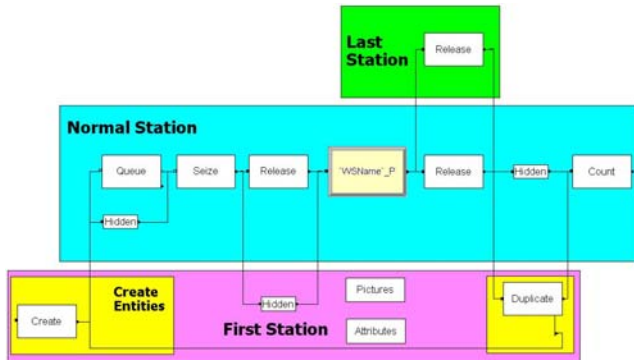 Last
Station
Release
Normal Station
Queue
Seize
Release
"WSName"_P
Release
Hidden
Count
Hidden
Create
Entities
Create
Hidden
First Station
Pictures
Attributes
Duplicate